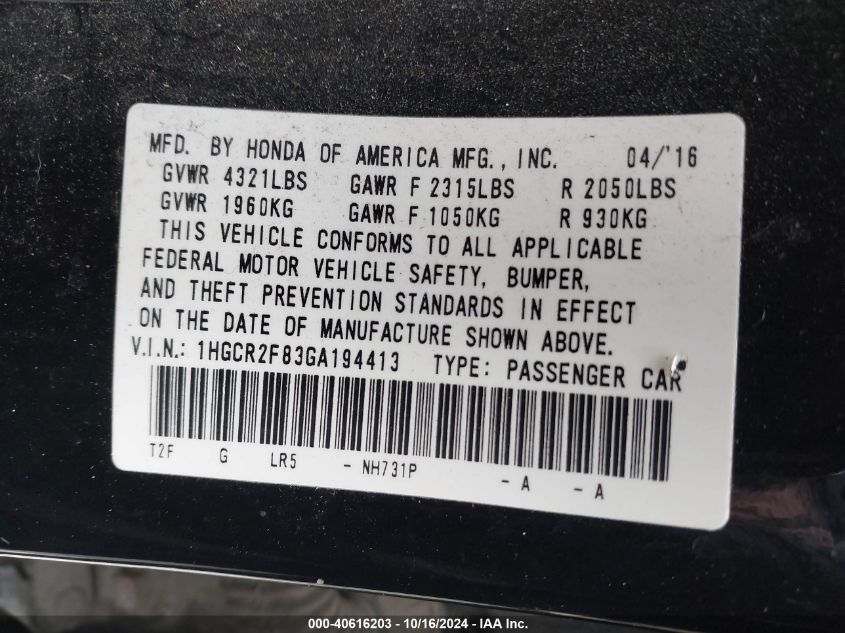 MFD. BY HONDA OF AMERICA MFG., INC. 04/'16
GVWR 4321LBS GAWR F 2315LBS R 2050LBS
GVWR 1960KG GAWR F 1050KG R 930KG
THIS VEHICLE CONFORMS TO ALL APPLICABLE
FEDERAL MOTOR VEHICLE SAFETY, BUMPER,
AND THEFT PREVENTION STANDARDS IN EFFECT
ON THE DATE OF MANUFACTURE SHOWN ABOVE.
V.I.N.: 1HGCR2F83GA194413 TYPE: PASSENGER CAR
T2F G LR5 - NH731P - A - A
000-40616203 - 10/16/2024 - IAA Inc.